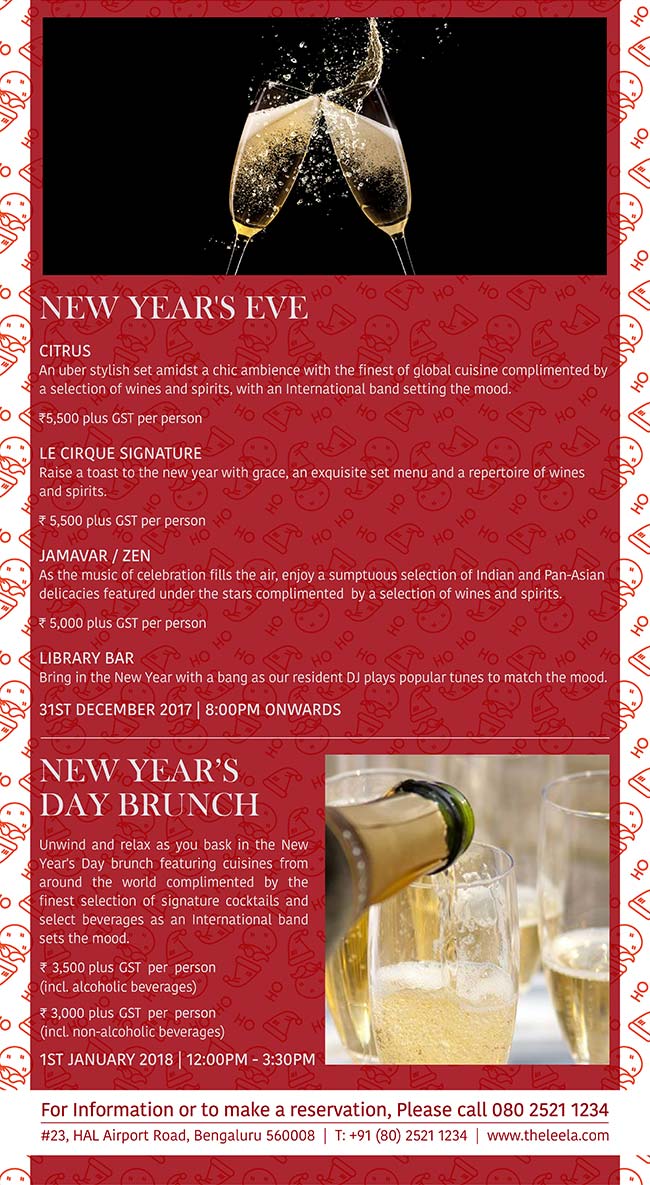 NEW YEAR'S EVE
CITRUS
An uber stylish set amidst a chic ambience with the finest of global cuisine complimented by
a selection of wines and spirits, with an International band setting the mood.
₹5,500 plus GST per person
LE CIRQUE SIGNATURE
Raise a toast to the new year with grace, an exquisite set menu and a repertoire of wines
and spirits.
₹ 5,500 plus GST per person
JAMAVAR / ZEN
As the music of celebration fills the air, enjoy a sumptuous selection of Indian and Pan-Asian
delicacies featured under the stars complimented by a selection of wines and spirits.
₹ 5,000 plus GST per person
LIBRARY BAR
Bring in the New Year with a bang as our resident DJ plays popular tunes to match the mood.
31ST DECEMBER 2017 | 8:00PM ONWARDS
NEW YEAR’S
DAY BRUNCH
Unwind and relax as you bask in the New
Year's Day brunch featuring cuisines from
around the world complimented by the
finest selection of signature cocktails and
select beverages as an International band
sets the mood.
₹ 3,500 plus GST per person
(incl. alcoholic beverages)
₹ 3,000 plus GST per person
(incl. non-alcoholic beverages)
1ST JANUARY 2018 | 12:00PM - 3:30PM
For Information or to make a reservation, Please call 080 2521 1234
#23, HAL Airport Road, Bengaluru 560008 | T: +91 (80) 2521 1234 | www.theleela.com